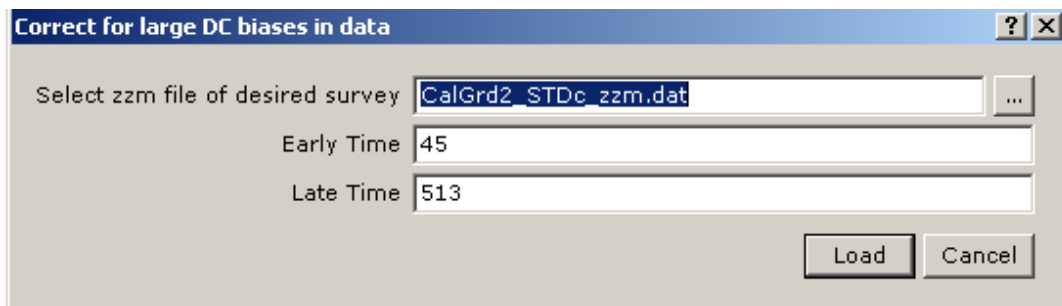 Correct for large DC biases in data ? X
Select zzm file of desired survey CalGrd2_STDc_zzm.dat ...
Early Time 45
Late Time 513
Load Cancel